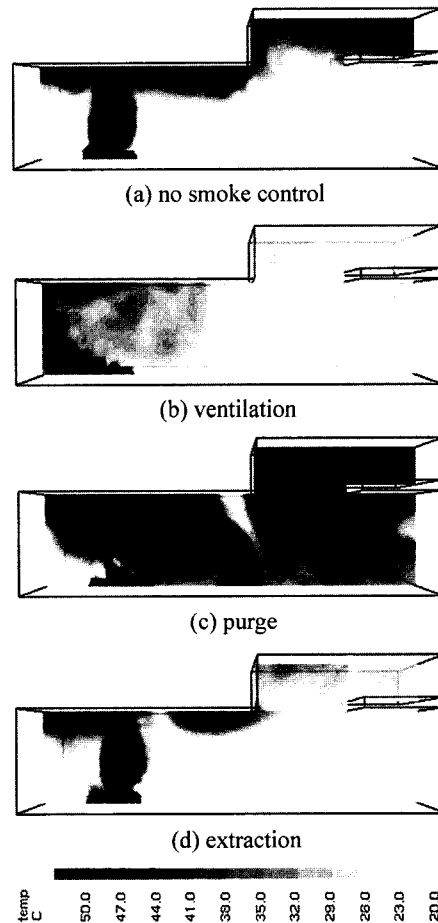 (a) no smoke control
(b) ventilation
(c) purge
(d) extraction
temp
C
50.0
47.0
44.0
41.0
38.0
35.0
32.0
29.0
26.0
23.0
20.0